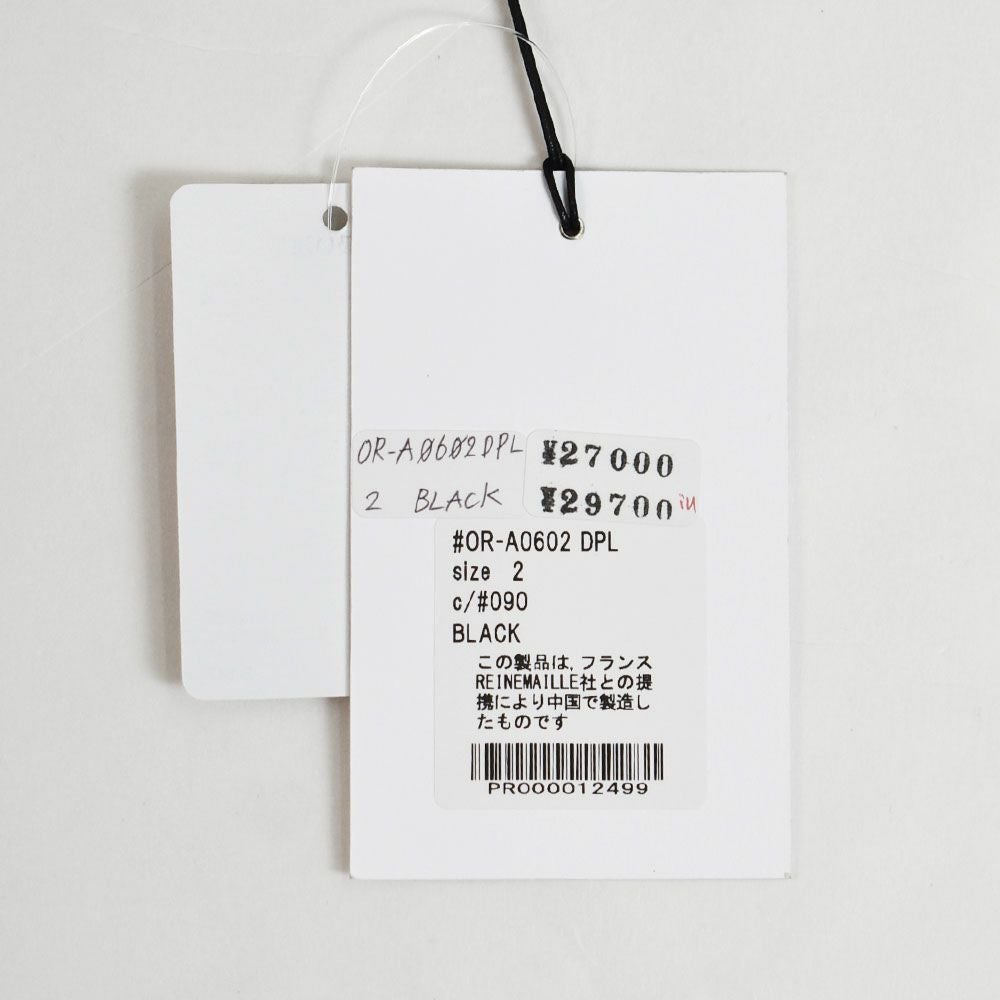 OR-A0602DPL
2 BLACK
¥27000
¥29700
#OR-A0602 DPL
size 2
c/#090
BLACK
この製品は,フランス
REINEMAILLE社との提
携により中国で製造し
たものです
PR000012499